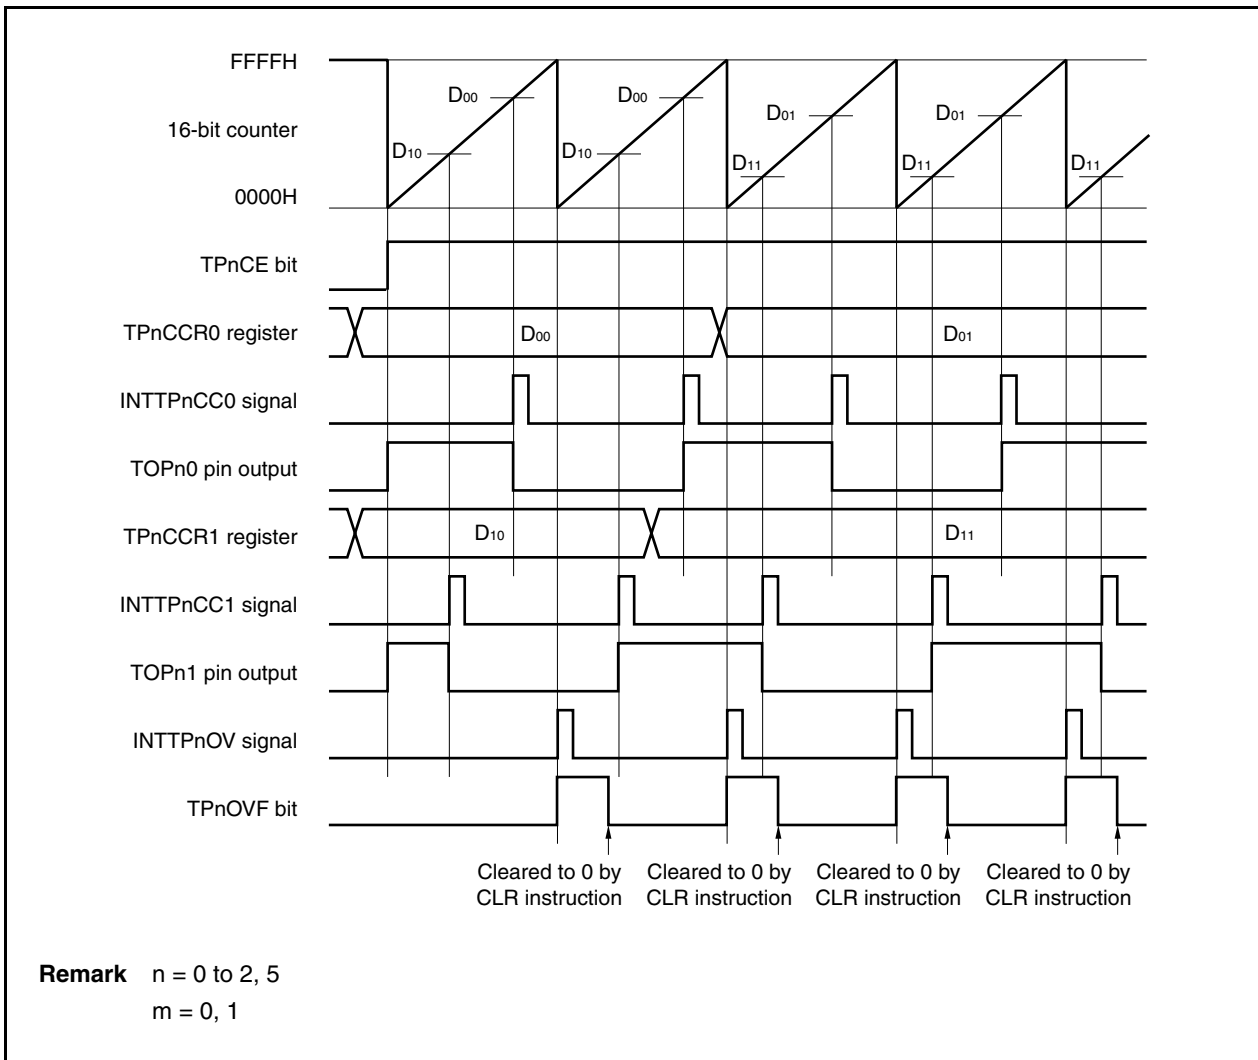 FFFFH
D00
D00
D01
D01
16-bit counter
D10
D10
D11
D11
D11
0000H
TPnCE bit
TPnCCR0 register
D00
D01
INTTPnCC0 signal
TOPn0 pin output
TPnCCR1 register
D10
D11
INTTPnCC1 signal
TOPn1 pin output
INTTPnOV signal
TPnOVF bit
Cleared to 0 by
CLR instruction
Cleared to 0 by
CLR instruction
Cleared to 0 by
CLR instruction
Cleared to 0 by
CLR instruction
Remark n = 0 to 2, 5
m = 0, 1